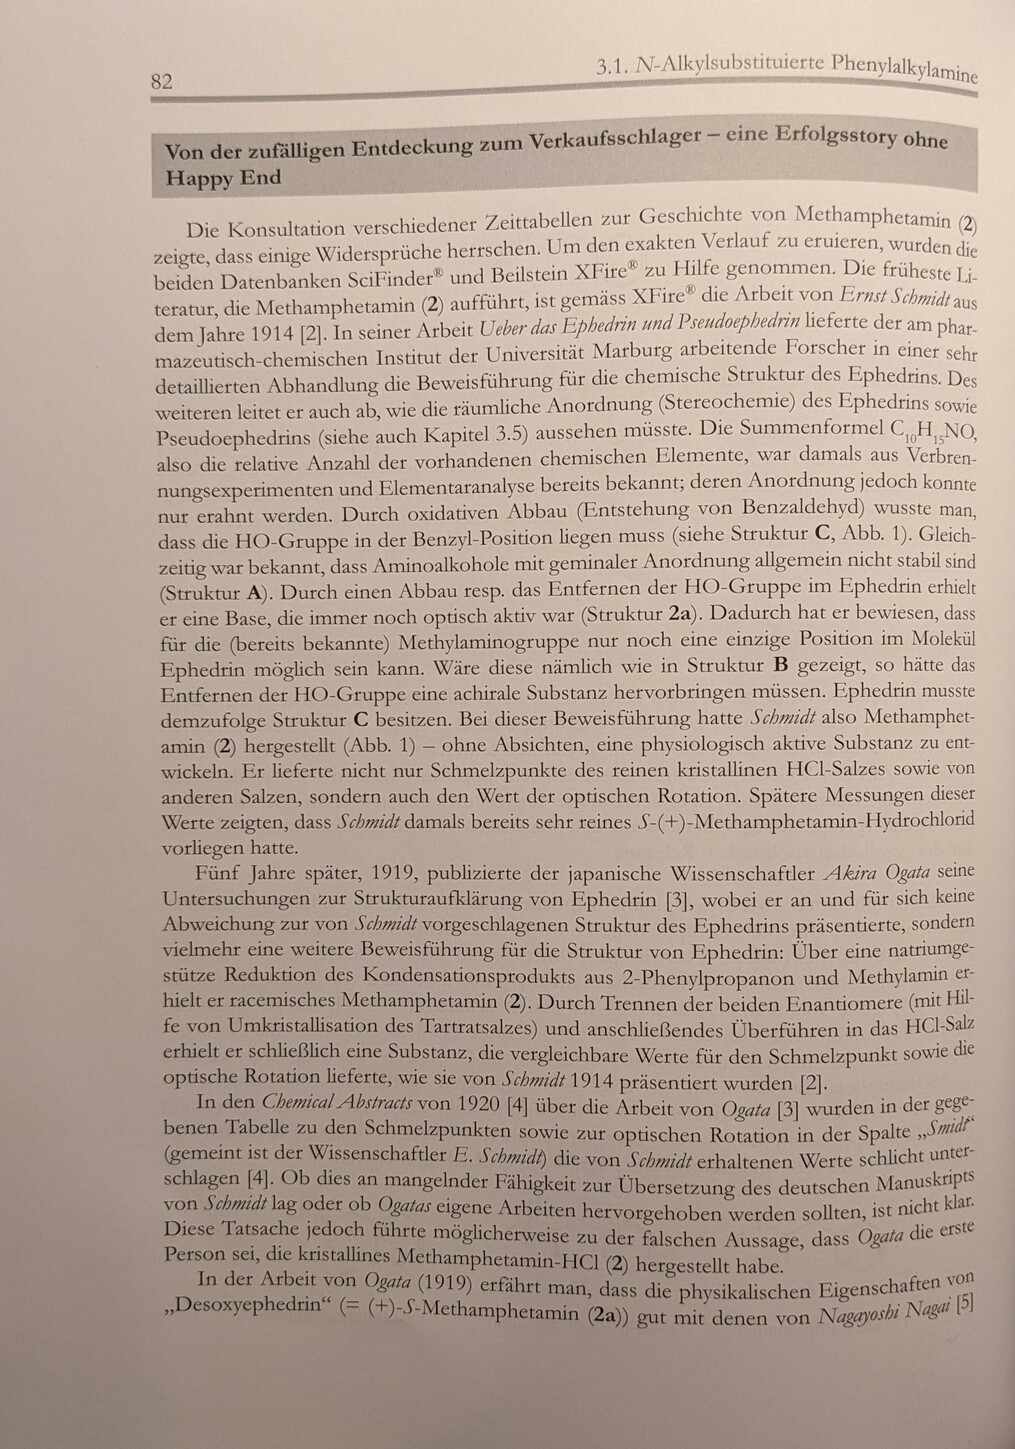 82
3.1. N-Alkylsubstituierte Phenylalkylamine
Von der zufälligen Entdeckung zum Verkaufsschlager – eine Erfolgsstory ohne
Happy End
Die Konsultation verschiedener Zeittabellen zur Geschichte von Methamphetamin (2)
zeigte, dass einige Widersprüche herrschen. Um den exakten Verlauf zu eruieren, wurden die
beiden Datenbanken SciFinder® und Beilstein XFire® zu Hilfe genommen. Die früheste Li-
teratur, die Methamphetamin (2) aufführt, ist gemäss XFire® die Arbeit von Ernst Schmidt aus
dem Jahre 1914 [2]. In seiner Arbeit Ueber das Ephedrin und Pseudoephedrin lieferte der am phar-
mazeutisch-chemischen Institut der Universität Marburg arbeitende Forscher in einer sehr
detaillierten Abhandlung die Beweisführung für die chemische Struktur des Ephedrins. Des
weiteren leitet er auch ab, wie die räumliche Anordnung (Stereochemie) des Ephedrins sowie
Pseudoephedrins (siehe auch Kapitel 3.5) aussehen müsste. Die Summenformel C₁₀H₁₅NO,
also die relative Anzahl der vorhandenen chemischen Elemente, war damals aus Verbren-
nungsexperimenten und Elementaranalyse bereits bekannt; deren Anordnung jedoch konnte
nur erahnt werden. Durch oxidativen Abbau (Entstehung von Benzaldehyd) wusste man,
dass die HO-Gruppe in der Benzyl-Position liegen muss (siehe Struktur C, Abb. 1). Gleich-
zeitig war bekannt, dass Aminoalkohole mit geminaler Anordnung allgemein nicht stabil sind
(Struktur A). Durch einen Abbau resp. das Entfernen der HO-Gruppe im Ephedrin erhielt
er eine Base, die immer noch optisch aktiv war (Struktur 2a). Dadurch hat er bewiesen, dass
für die (bereits bekannte) Methylaminogruppe nur noch eine einzige Position im Molekül
Ephedrin möglich sein kann. Wäre diese nämlich wie in Struktur B gezeigt, so hätte das
Entfernen der HO-Gruppe eine achirale Substanz hervorbringen müssen. Ephedrin musste
demzufolge Struktur C besitzen. Bei dieser Beweisführung hatte Schmidt also Methamphet-
amin (2) hergestellt (Abb. 1) – ohne Absichten, eine physiologisch aktive Substanz zu ent-
wickeln. Er lieferte nicht nur Schmelzpunkte des reinen kristallinen HCl-Salzes sowie von
anderen Salzen, sondern auch den Wert der optischen Rotation. Spätere Messungen dieser
Werte zeigten, dass Schmidt damals bereits sehr reines S-(+)-Methamphetamin-Hydrochlorid
vorliegen hatte.
Fünf Jahre später, 1919, publizierte der japanische Wissenschaftler Akira Ogata seine
Untersuchungen zur Strukturaufklärung von Ephedrin [3], wobei er an und für sich keine
Abweichung zur von Schmidt vorgeschlagenen Struktur des Ephedrins präsentierte, sondern
vielmehr eine weitere Beweisführung für die Struktur von Ephedrin: Über eine natriumge-
stütze Reduktion des Kondensationsprodukts aus 2-Phenylpropanon und Methylamin er-
hielt er racemisches Methamphetamin (2). Durch Trennen der beiden Enantiomere (mit Hil-
fe von Umkristallisation des Tartratsalzes) und anschließendes Überführen in das HCl-Salz
erhielt er schließlich eine Substanz, die vergleichbare Werte für den Schmelzpunkt sowie die
optische Rotation lieferte, wie sie von Schmidt 1914 präsentiert wurden [2].
In den Chemical Abstracts von 1920 [4] über die Arbeit von Ogata [3] wurden in der gege-
benen Tabelle zu den Schmelzpunkten sowie zur optischen Rotation in der Spalte „Smidt“
(gemeint ist der Wissenschaftler E. Schmidt) die von Schmidt erhaltenen Werte schlicht unter-
schlagen [4]. Ob dies an mangelnder Fähigkeit zur Übersetzung des deutschen Manuskripts
von Schmidt lag oder ob Ogatas eigene Arbeiten hervorgehoben werden sollten, ist nicht klar.
Diese Tatsache jedoch führte möglicherweise zu der falschen Aussage, dass Ogata die erste
Person sei, die kristallines Methamphetamin-HCl (2) hergestellt habe.
In der Arbeit von Ogata (1919) erfährt man, dass die physikalischen Eigenschaften von
„Desoxyephedrin“ (= (+)-S-Methamphetamin (2a)) gut mit denen von Nagayoshi Nagai [5]